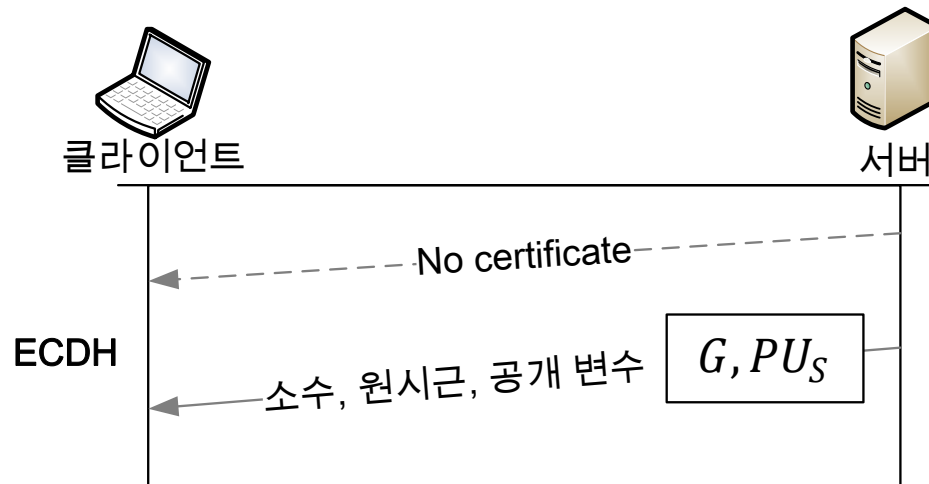 클라이언트
서버
No certificate
ECDH
소수, 원시근, 공개 변수
G, PU_S